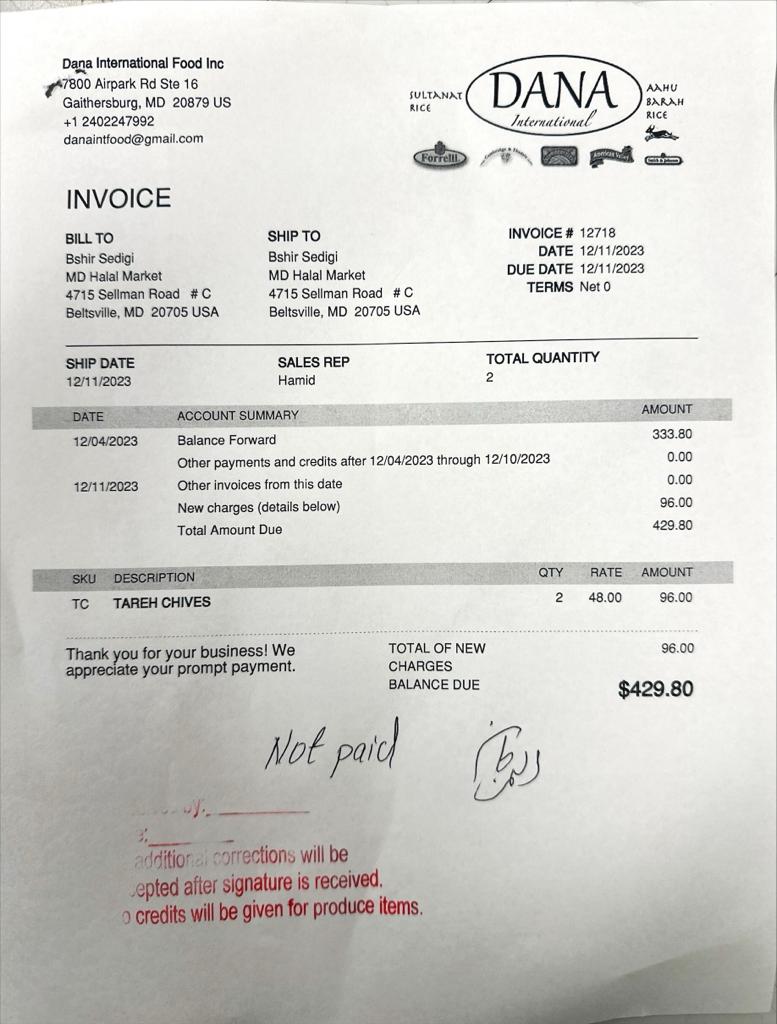 Dana International Food Inc
7800 Airpark Rd Ste 16
Gaithersburg, MD 20879 US
+1 2402247992
danaintfood@gmail.com
SULTANAT
RICE
DANA
International
AAHU
BARAH
RICE
Forrelli
American Valley
INVOICE
BILL TO
Bshir Sedigi
MD Halal Market
4715 Sellman Road # C
Beltsville, MD 20705 USA
SHIP TO
Bshir Sedigi
MD Halal Market
4715 Sellman Road # C
Beltsville, MD 20705 USA
INVOICE # 12718
DATE 12/11/2023
DUE DATE 12/11/2023
TERMS Net 0
SHIP DATE SALES REP TOTAL QUANTITY
12/11/2023 Hamid 2
DATE ACCOUNT SUMMARY AMOUNT
12/04/2023 Balance Forward 333.80
Other payments and credits after 12/04/2023 through 12/10/2023 0.00
12/11/2023 Other invoices from this date 0.00
New charges (details below) 96.00
Total Amount Due 429.80
SKU DESCRIPTION QTY RATE AMOUNT
TC TAREH CHIVES 2 48.00 96.00
Thank you for your business! We
appreciate your prompt payment.
TOTAL OF NEW
CHARGES 96.00
BALANCE DUE $429.80
Not paid
by:
additional corrections will be
epted after signature is received.
o credits will be given for produce items.